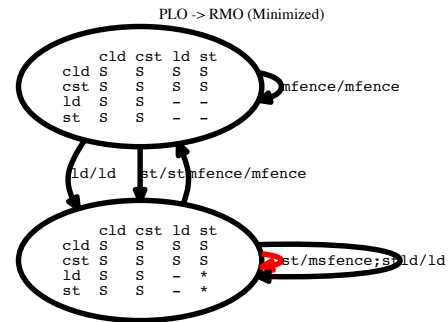 PLO -> RMO (Minimized)
cld cst ld st
cld S S S S
cst S S S S
ld S S - -
st S S - -
mfence/mfence
ld/ld
st/st
mfence/mfence
cld cst ld st
cld S S S S
cst S S S S
ld S S - *
st S S - *
st/msfence;st
ld/ld